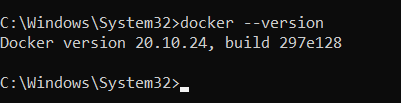 C:\Windows\System32>docker --version
Docker version 20.10.24, build 297e128
C:\Windows\System32>